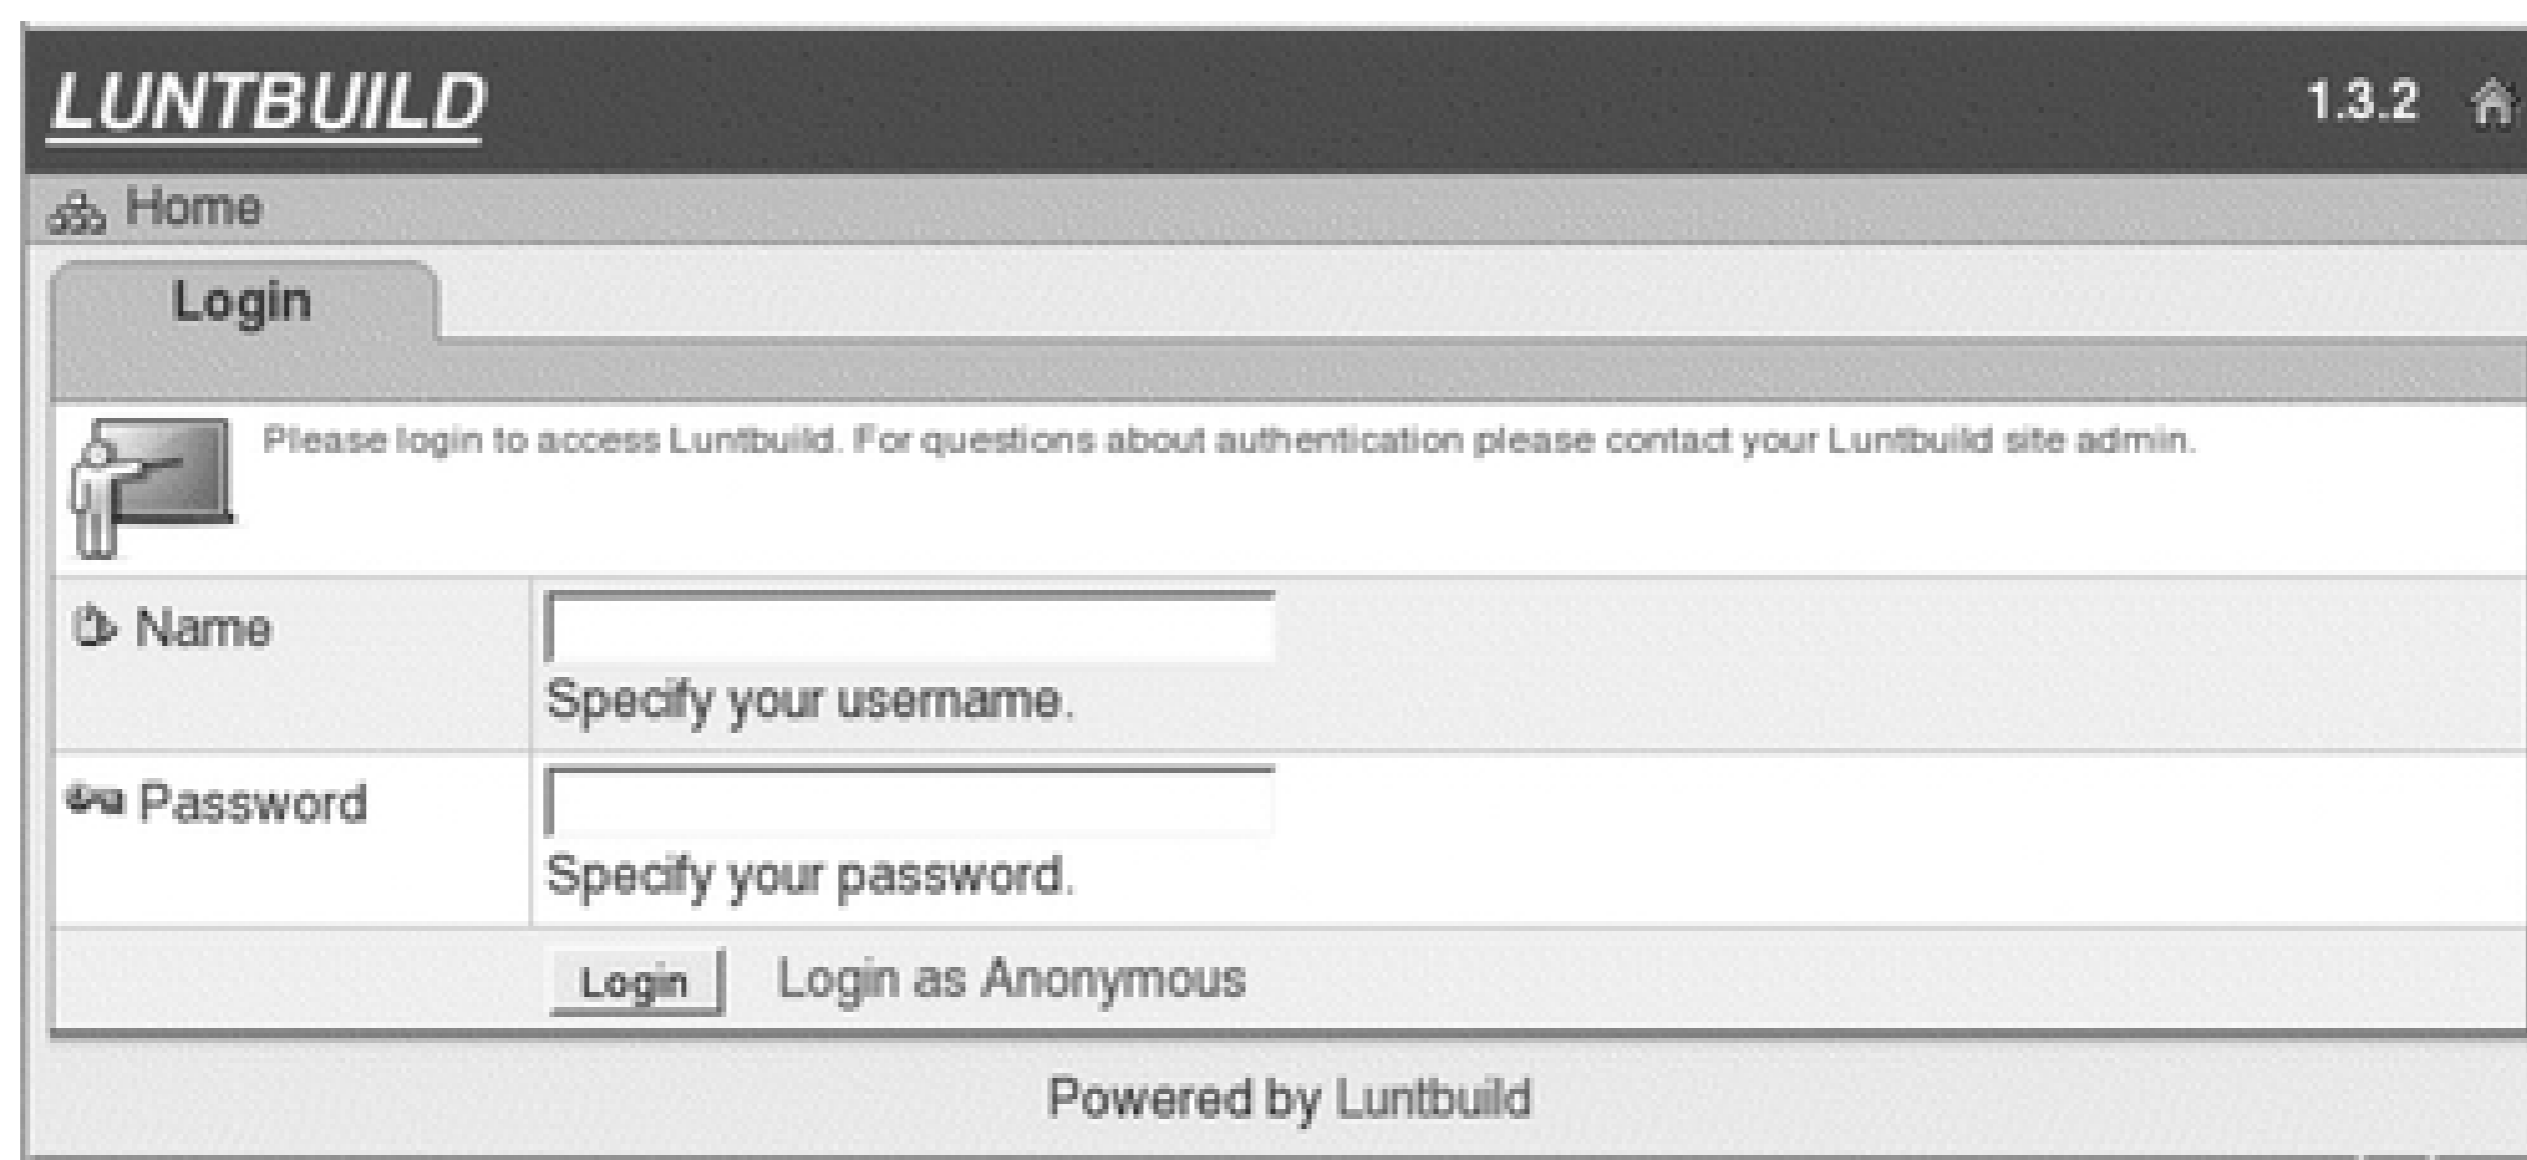 LUNTBUILD 1.3.2
Home
Login
Please login to access Luntbuild. For questions about authentication please contact your Luntbuild site admin.
Name
Specify your username.
Password
Specify your password.
Login Login as Anonymous
Powered by Luntbuild